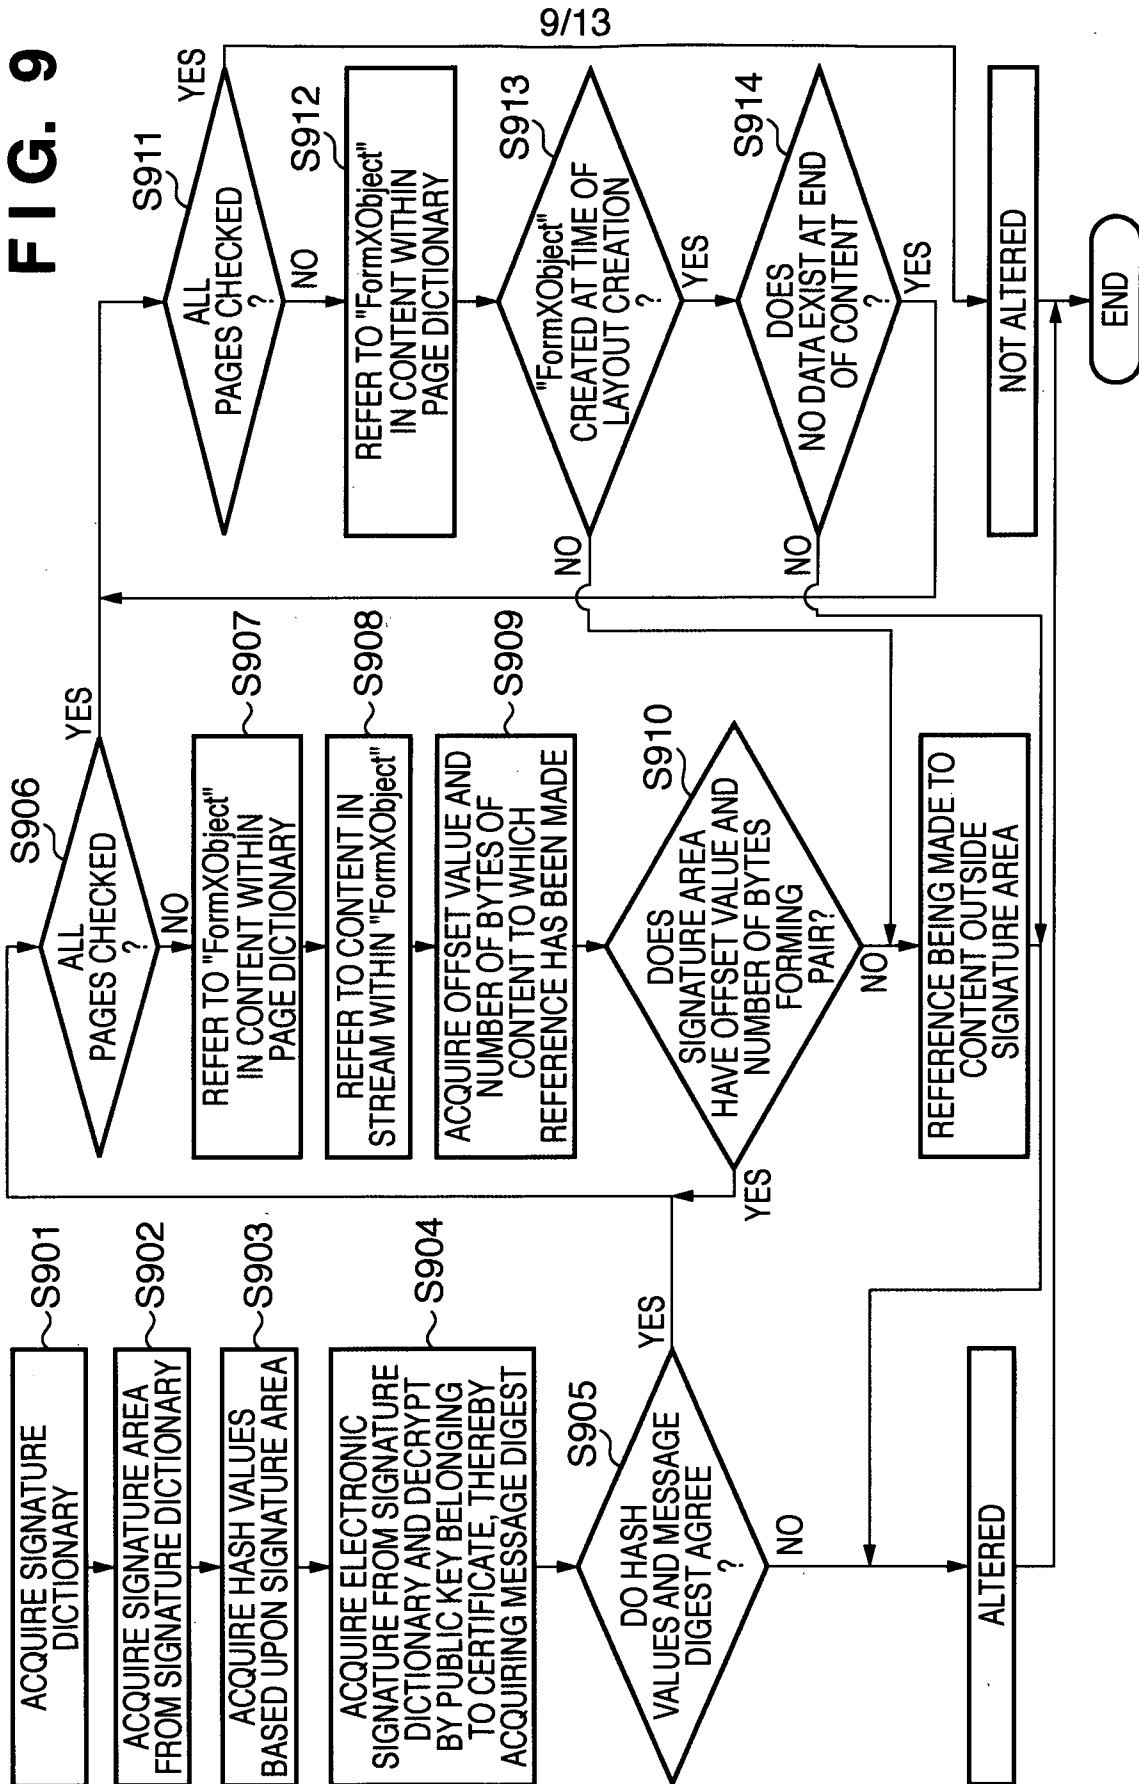 9/13
FIG. 9
ACQUIRE SIGNATURE
DICTIONARY
S901
ACQUIRE SIGNATURE AREA
FROM SIGNATURE DICTIONARY
S902
ACQUIRE HASH VALUES
BASED UPON SIGNATURE AREA
S903
ACQUIRE ELECTRONIC
SIGNATURE FROM SIGNATURE
DICTIONARY AND DECRYPT
BY PUBLIC KEY BELONGING
TO CERTIFICATE, THEREBY
ACQUIRING MESSAGE DIGEST
S904
DO HASH
VALUES AND MESSAGE
DIGEST AGREE
?
S905
YES
NO
ALTERED
ALL
PAGES CHECKED
?
S906
YES
NO
REFER TO "FormXObject"
IN CONTENT WITHIN
PAGE DICTIONARY
S907
REFER TO CONTENT IN
STREAM WITHIN "FormXObject"
S908
ACQUIRE OFFSET VALUE AND
NUMBER OF BYTES OF
CONTENT TO WHICH
REFERENCE HAS BEEN MADE
S909
DOES
SIGNATURE AREA
HAVE OFFSET VALUE AND
NUMBER OF BYTES
FORMING
PAIR?
S910
YES
NO
REFERENCE BEING MADE TO
CONTENT OUTSIDE
SIGNATURE AREA
ALL
PAGES CHECKED
?
S911
YES
NO
REFER TO "FormXObject"
IN CONTENT WITHIN
PAGE DICTIONARY
S912
"FormXObject"
CREATED AT TIME OF
LAYOUT CREATION
?
S913
NO
YES
DOES
NO DATA EXIST AT END
OF CONTENT
?
S914
NO
YES
NOT ALTERED
END